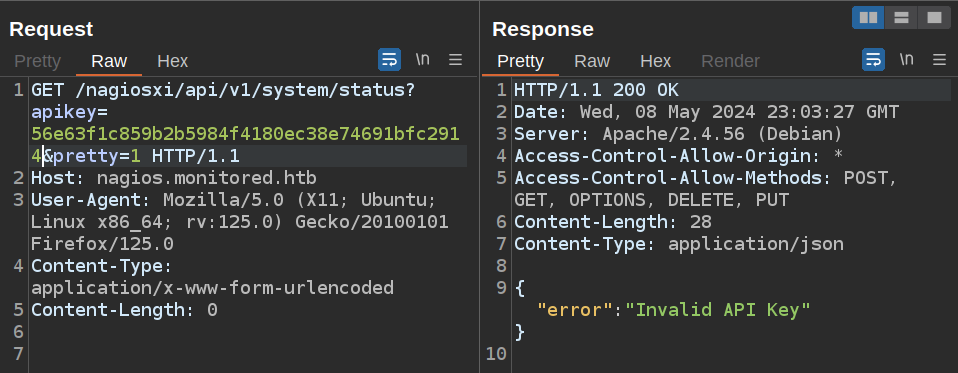 Request
Pretty Raw Hex \n
1 GET /nagiosxi/api/v1/system/status?
apikey=
56e63f1c859b2b5984f4180ec38e74691bfc291
4&pretty=1 HTTP/1.1
2 Host: nagios.monitored.htb
3 User-Agent: Mozilla/5.0 (X11; Ubuntu;
Linux x86_64; rv:125.0) Gecko/20100101
Firefox/125.0
4 Content-Type:
application/x-www-form-urlencoded
5 Content-Length: 0
6
7
Response
Pretty Raw Hex Render \n
1 HTTP/1.1 200 OK
2 Date: Wed, 08 May 2024 23:03:27 GMT
3 Server: Apache/2.4.56 (Debian)
4 Access-Control-Allow-Origin: *
5 Access-Control-Allow-Methods: POST,
GET, OPTIONS, DELETE, PUT
6 Content-Length: 28
7 Content-Type: application/json
8
9 {
"error":"Invalid API Key"
}
10